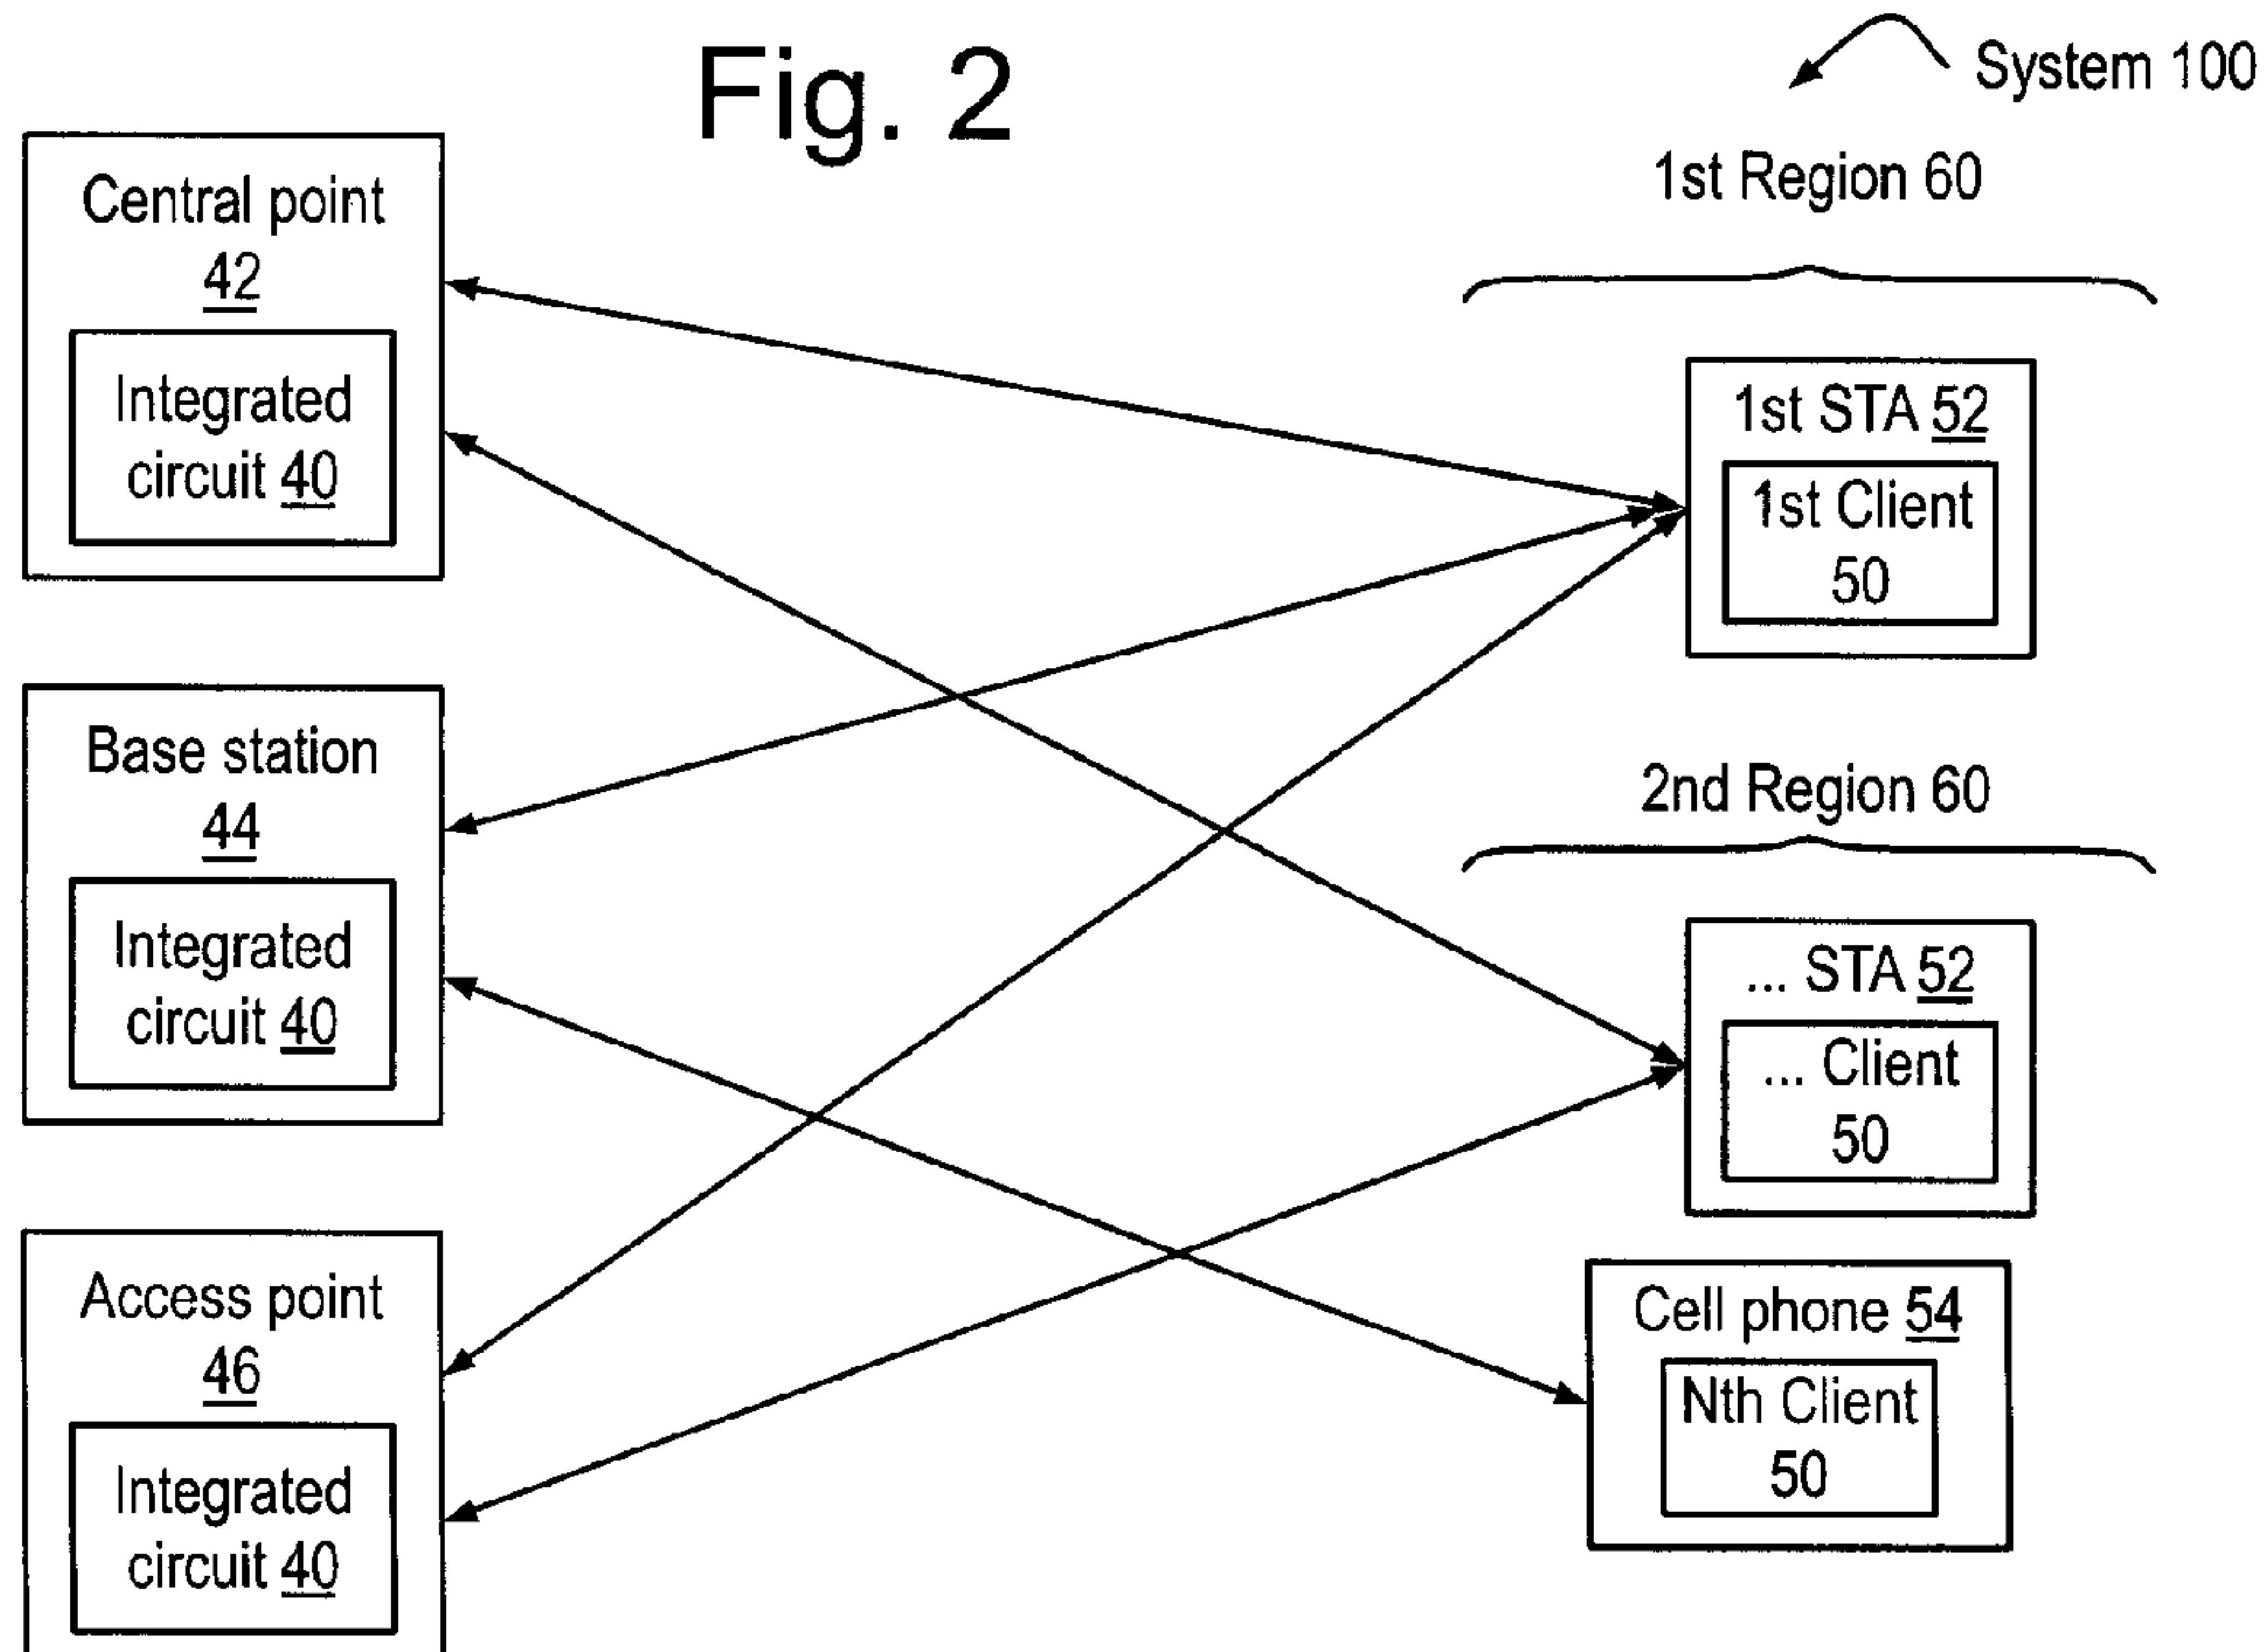 Fig. 2
System 100
Central point
42
Integrated
circuit 40
Base station
44
Integrated
circuit 40
Access point
46
Integrated
circuit 40
1st Region 60
1st STA 52
1st Client
50
2nd Region 60
... STA 52
... Client
50
Cell phone 54
Nth Client
50